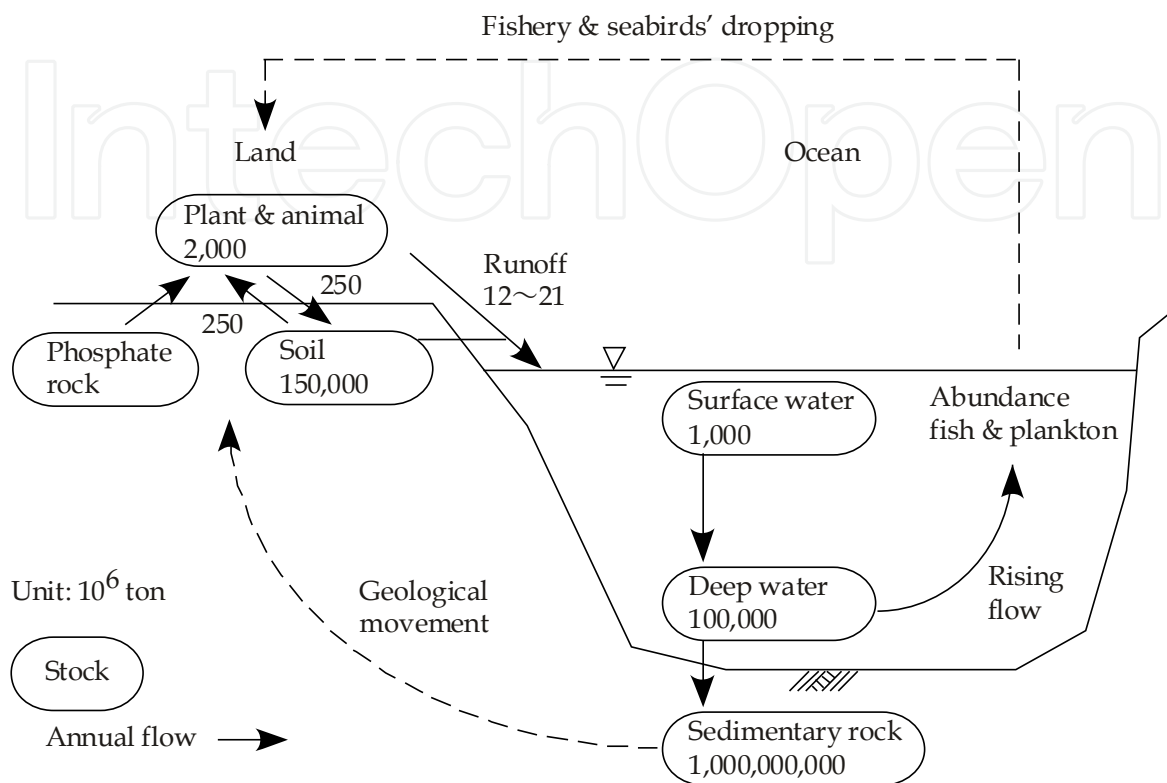 Fishery & seabirds' dropping
IntechOpen
Land
Ocean
Plant & animal
2,000
Runoff
12~21
250
250
Phosphate
rock
Soil
150,000
Surface water
1,000
Abundance
fish & plankton
Unit: 10⁶ ton
Geological
movement
Deep water
100,000
Rising
flow
Stock
Annual flow
Sedimentary rock
1,000,000,000